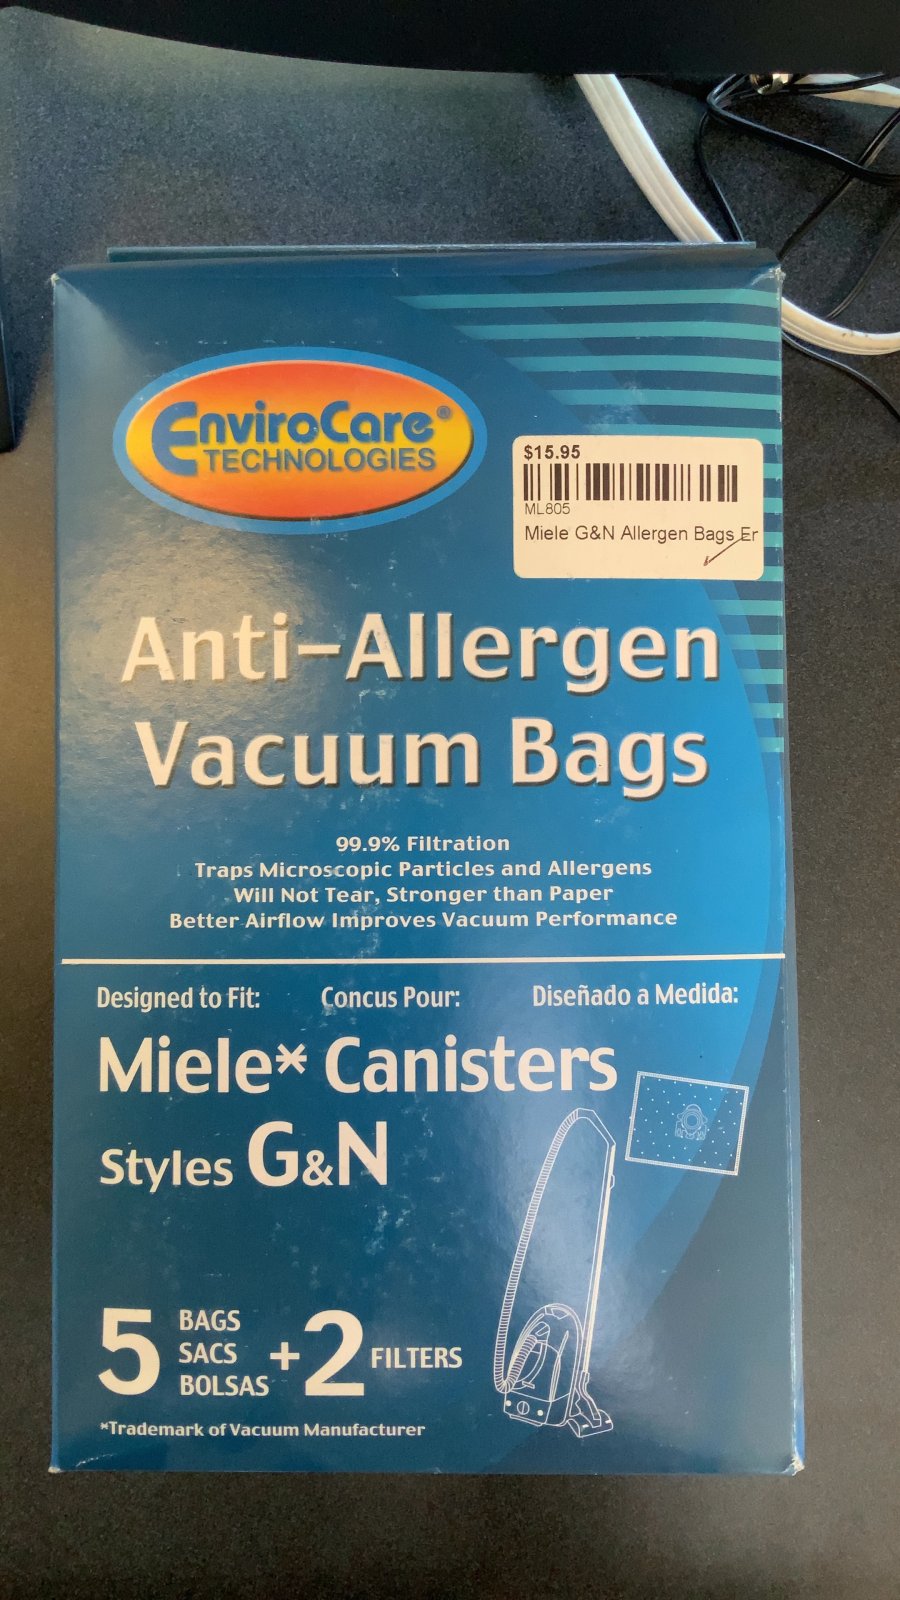 EnviroCare®
TECHNOLOGIES
$15.95
ML805
Miele G&N Allergen Bags Er
Anti-Allergen
Vacuum Bags
99.9% Filtration
Traps Microscopic Particles and Allergens
Will Not Tear, Stronger than Paper
Better Airflow Improves Vacuum Performance
Designed to Fit: Concus Pour: Diseñado a Medida:
Miele* Canisters
Styles G&N
5 BAGS
SACS
BOLSAS
+2 FILTERS
*Trademark of Vacuum Manufacturer